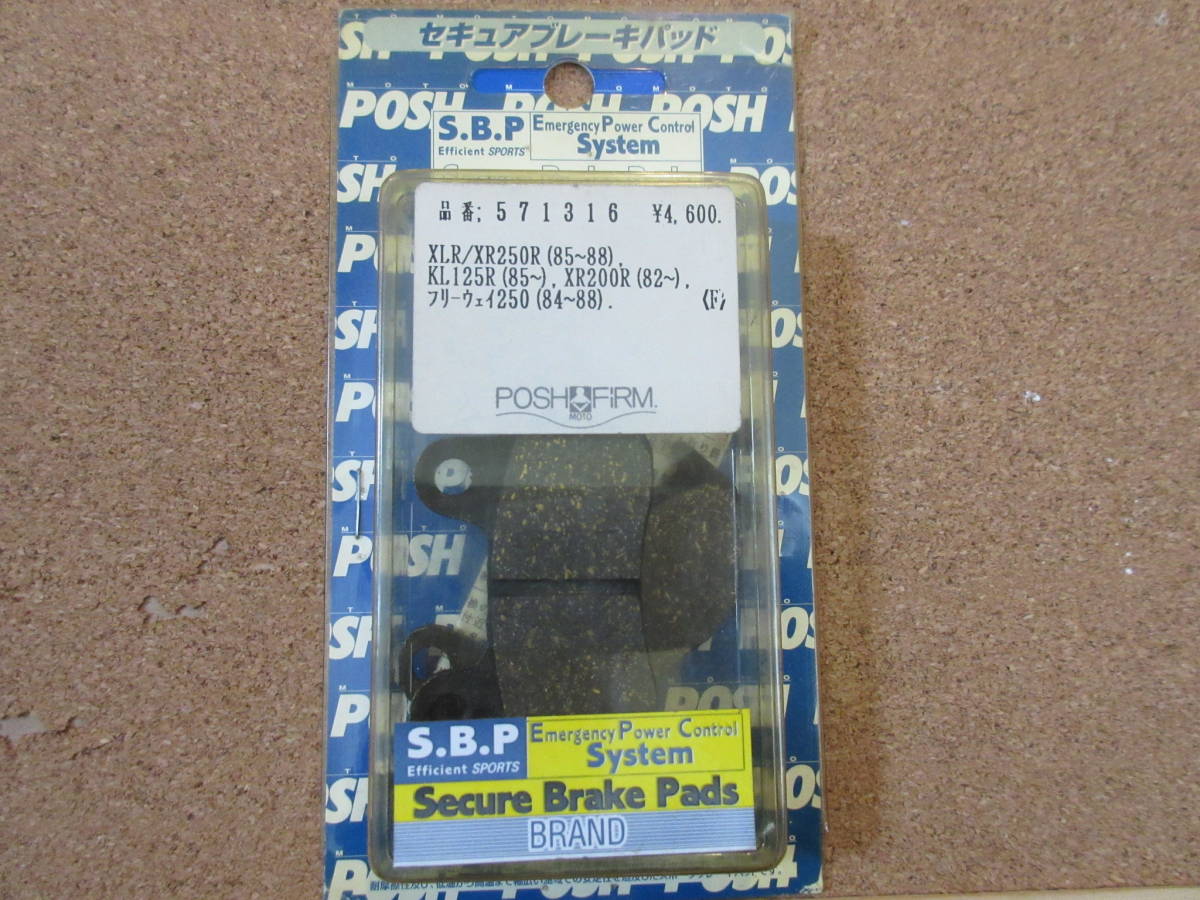 セキュアブレーキパッド
POSH POSH POSH
S.B.P
Efficient SPORTS
Emergency Power Control
System
品番; 571316 ¥4,600.
XLR/XR250R (85~88),
KL125R (85~), XR200R (82~),
フリーウェイ250 (84~88). (F)
POSH FiRM.
MOTO
POSH
POSH
S.B.P
Efficient SPORTS
Emergency Power Control
System
Secure Brake Pads
BRAND